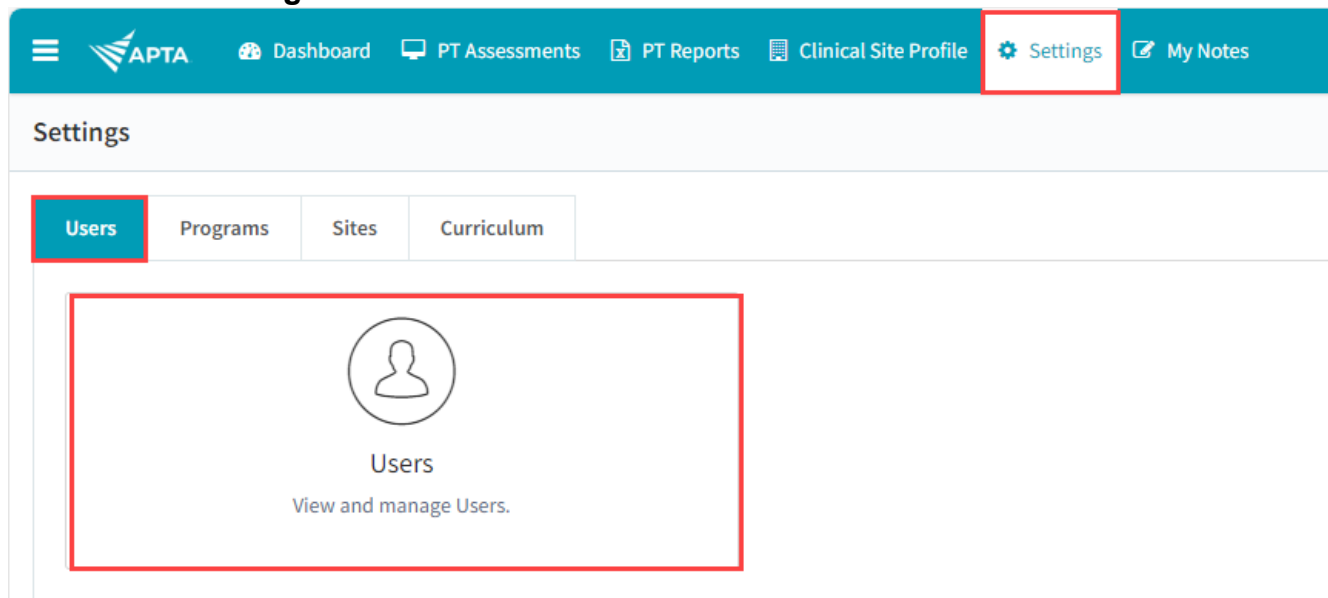 APTA Dashboard PT Assessments PT Reports Clinical Site Profile Settings My Notes
Settings
Users Programs Sites Curriculum
Users
View and manage Users.